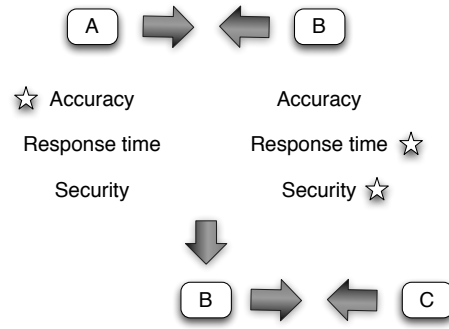 A B
Accuracy Accuracy
Response time Response time
Security Security
B C